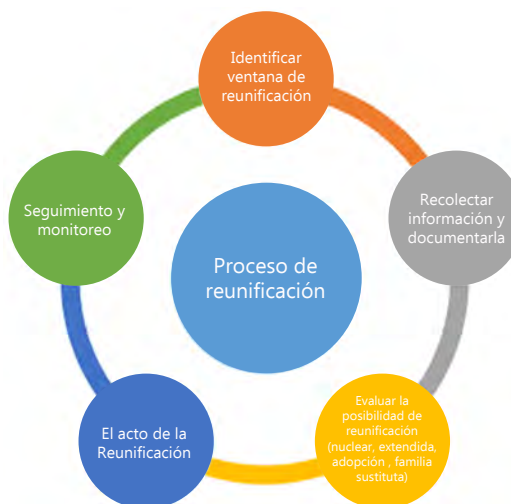 Identificar
ventana de
reunificación
Recolectar
información y
documentarla
Seguimiento y
monitoreo
Proceso de
reunificación
Evaluar la
posibilidad de
reunificación
(nuclear, extendida,
adopción , familia
sustituta)
El acto de la
Reunificación